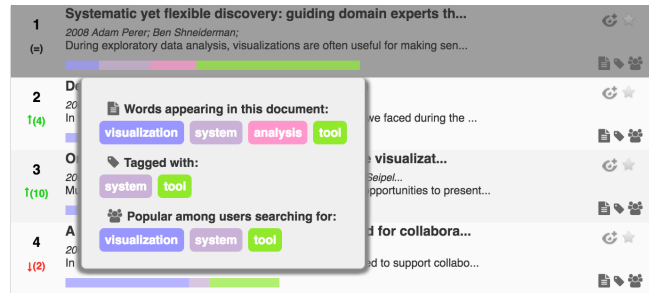 1
Systematic yet flexible discovery: guiding domain experts th...
2008 Adam Perer; Ben Shneiderman;
(=)
During exploratory data analysis, visualizations are often useful for making sen...
2
De
20
↑(4)
In
we faced during the ...
Words appearing in this document:
visualization system analysis tool
3
O
e visualizat...
20
Seipel...
↑(10)
Mu
pportunities to present...
Tagged with:
system tool
Popular among users searching for:
4
A
d for collabora...
20
visualization system tool
↓(2)
In
ed to support collabo...